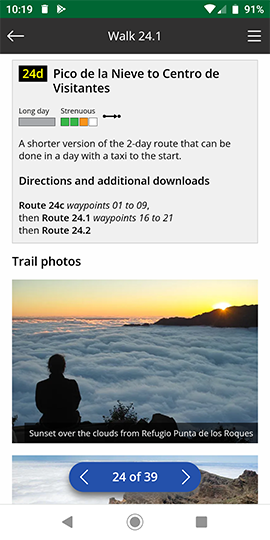 10:19
91%
Walk 24.1
24d Pico de la Nieve to Centro de
Visitantes
Long day
Strenuous
A shorter version of the 2-day route that can be
done in a day with a taxi to the start.
Directions and additional downloads
Route 24c waypoints 01 to 09,
then Route 24.1 waypoints 16 to 21
then Route 24.2
Trail photos
Sunset over the clouds from Refugio Punta de los Roques
24 of 39